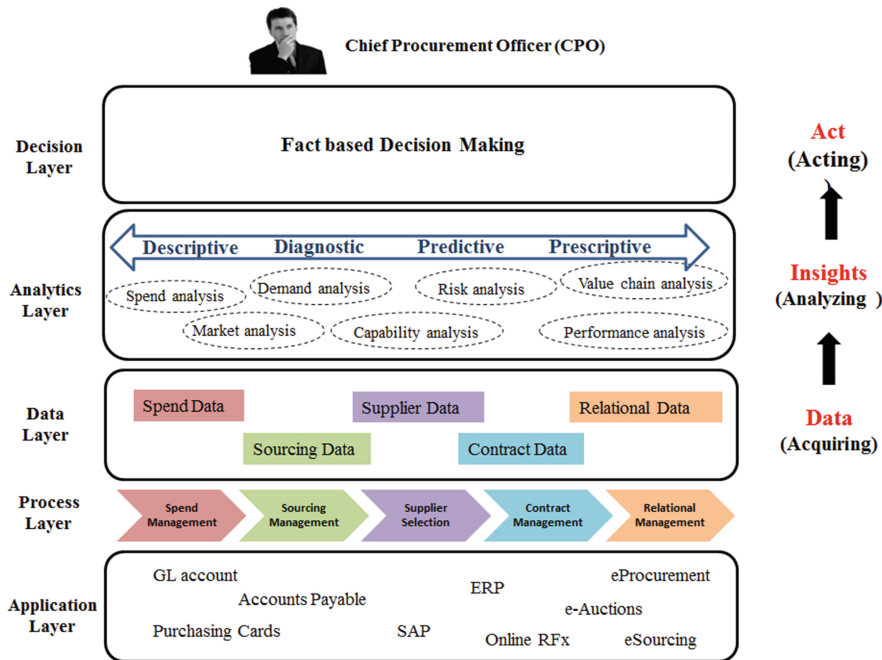 Chief Procurement Officer (CPO)
Decision
Layer
Fact based Decision Making
Act
(Acting)
)
Analytics
Layer
Descriptive Diagnostic Predictive Prescriptive
Spend analysis
Demand analysis
Risk analysis
Value chain analysis
Market analysis
Capability analysis
Performance analysis
Insights
(Analyzing )
Data
Layer
Spend Data
Supplier Data
Relational Data
Sourcing Data
Contract Data
Data
(Acquiring)
Process
Layer
Spend
Management
Sourcing
Management
Supplier
Selection
Contract
Management
Relational
Management
Application
Layer
GL account
Accounts Payable
ERP
eProcurement
e-Auctions
Purchasing Cards
SAP
Online RFx
eSourcing